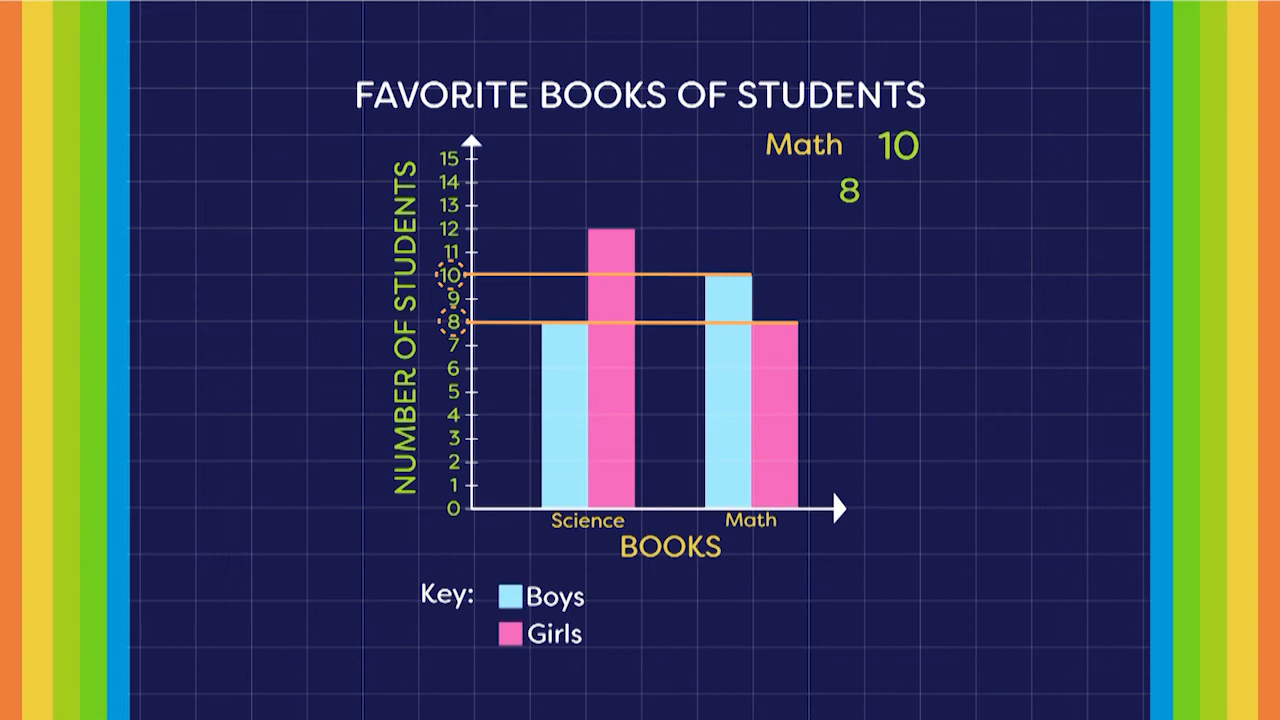 FAVORITE BOOKS OF STUDENTS
Math 10
8
NUMBER OF STUDENTS
15
14
13
12
11
10
9
8
7
6
5
4
3
2
1
0
Science Math
BOOKS
Key: Boys
Girls